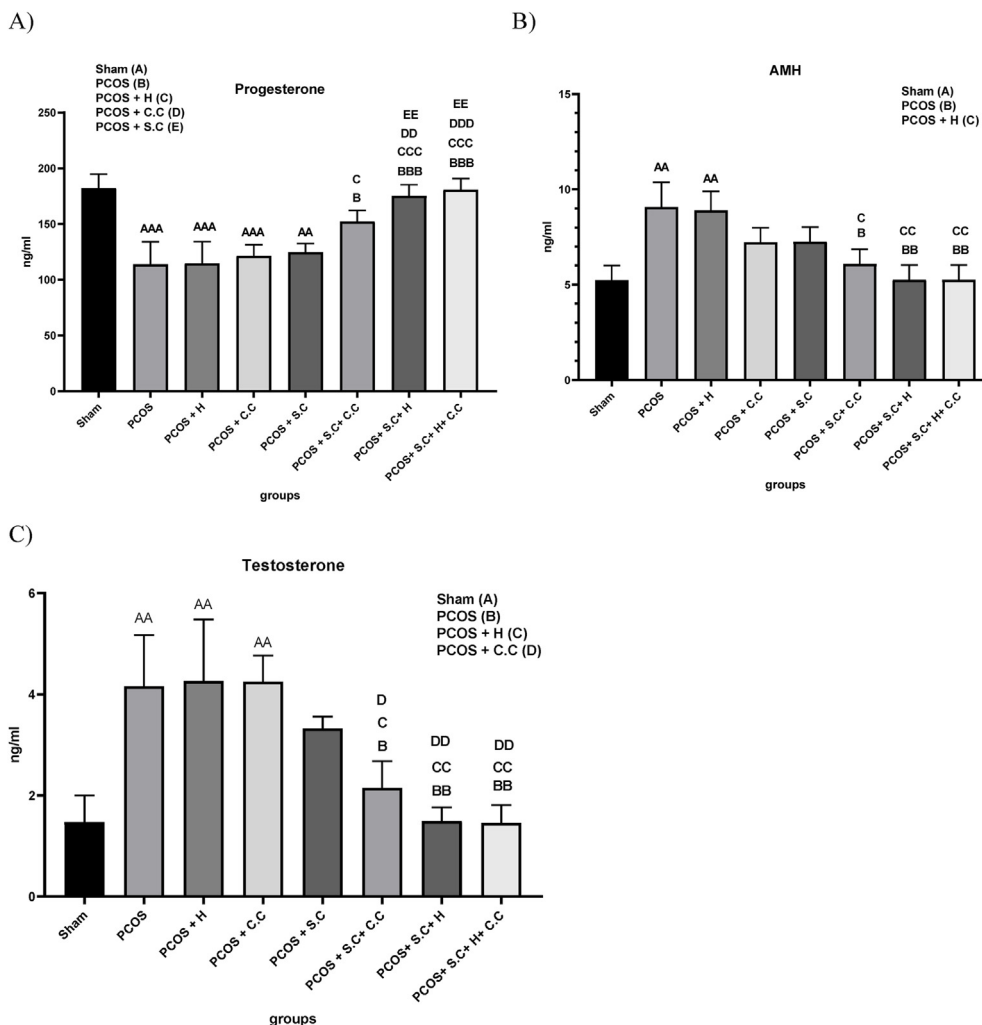 A)
Progesterone
Sham (A)
PCOS (B)
PCOS + H (C)
PCOS + C.C (D)
PCOS + S.C (E)
250
200
150
100
50
0
ng/ml
AAA
AAA
AAA
AA
C
B
EE
DD
CCC
BBB
EE
DDD
CCC
BBB
Sham
PCOS
PCOS + H
PCOS + C.C
PCOS + S.C
PCOS + S.C+ C.C
PCOS+ S.C+ H
PCOS+ S.C+ H+ C.C
groups
B)
AMH
Sham (A)
PCOS (B)
PCOS + H (C)
15
10
5
0
ng/ml
AA
AA
C
B
CC
BB
CC
BB
Sham
PCOS
PCOS + H
PCOS + C.C
PCOS + S.C
PCOS + S.C+ C.C
PCOS+ S.C+ H
PCOS+ S.C+ H+ C.C
groups
C)
Testosterone
Sham (A)
PCOS (B)
PCOS + H (C)
PCOS + C.C (D)
6
4
2
0
ng/ml
AA
AA
AA
D
C
B
DD
CC
BB
DD
CC
BB
Sham
PCOS
PCOS + H
PCOS + C.C
PCOS + S.C
PCOS + S.C+ C.C
PCOS+ S.C+ H
PCOS+ S.C+ H+ C.C
groups